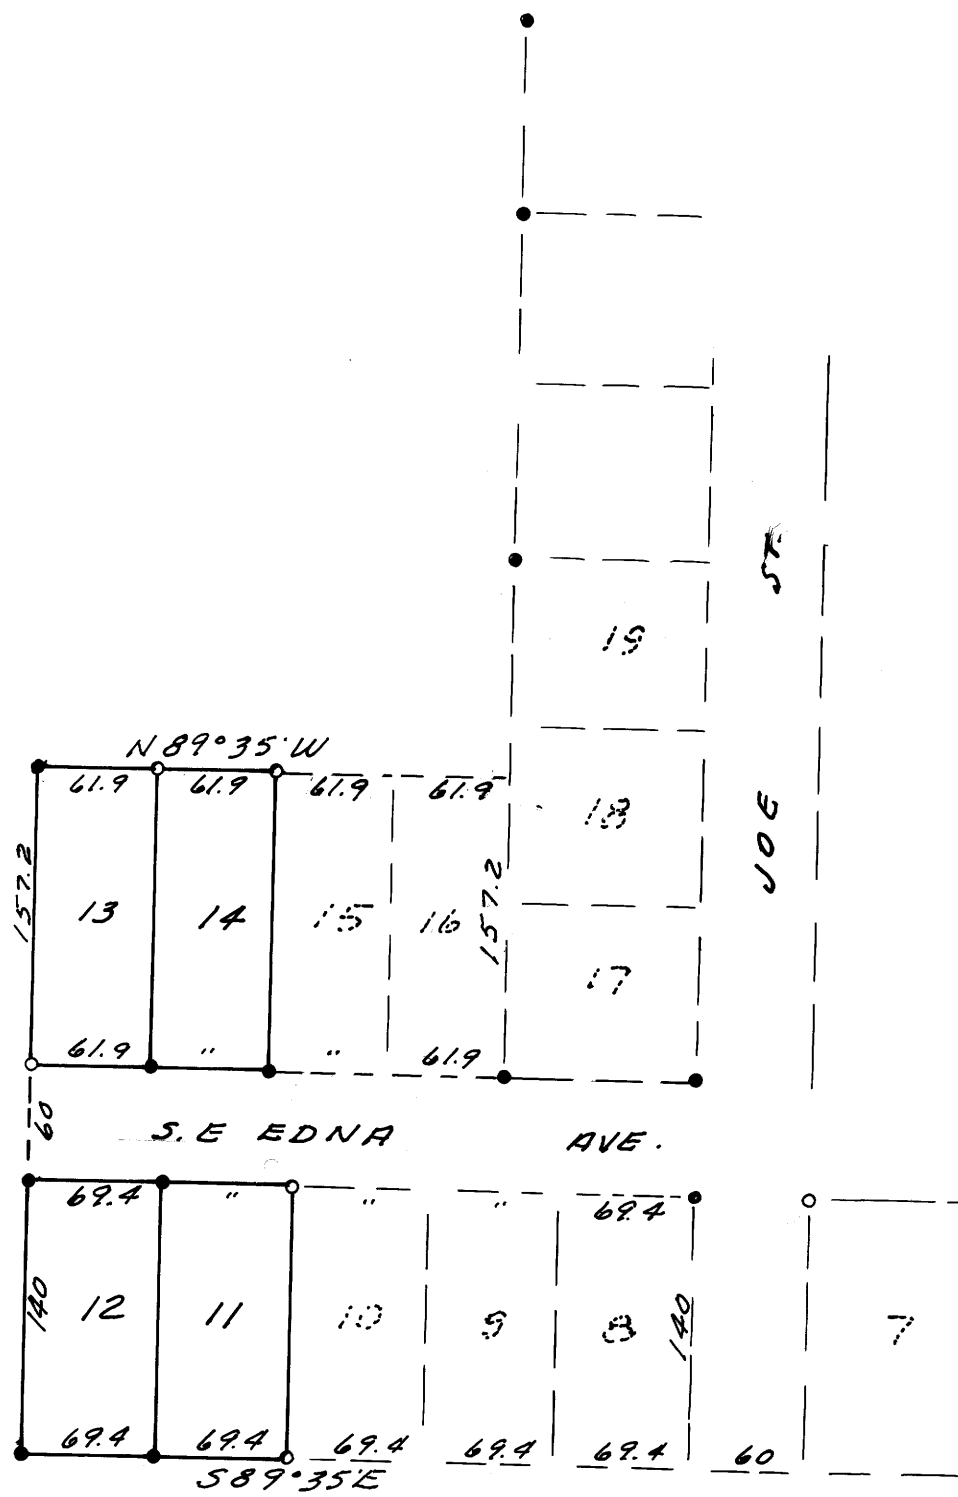 ST.
19
N 89°35'W
61.9 61.9 61.9 61.9
18
JOE
157.2 157.2
13 14 15 16
17
61.9 " " 61.9
60
S.E EDNA AVE.
69.4 " " " 69.4
140 140
12 11 10 9 8 7
69.4 69.4 69.4 69.4 69.4 60
S89°35'E